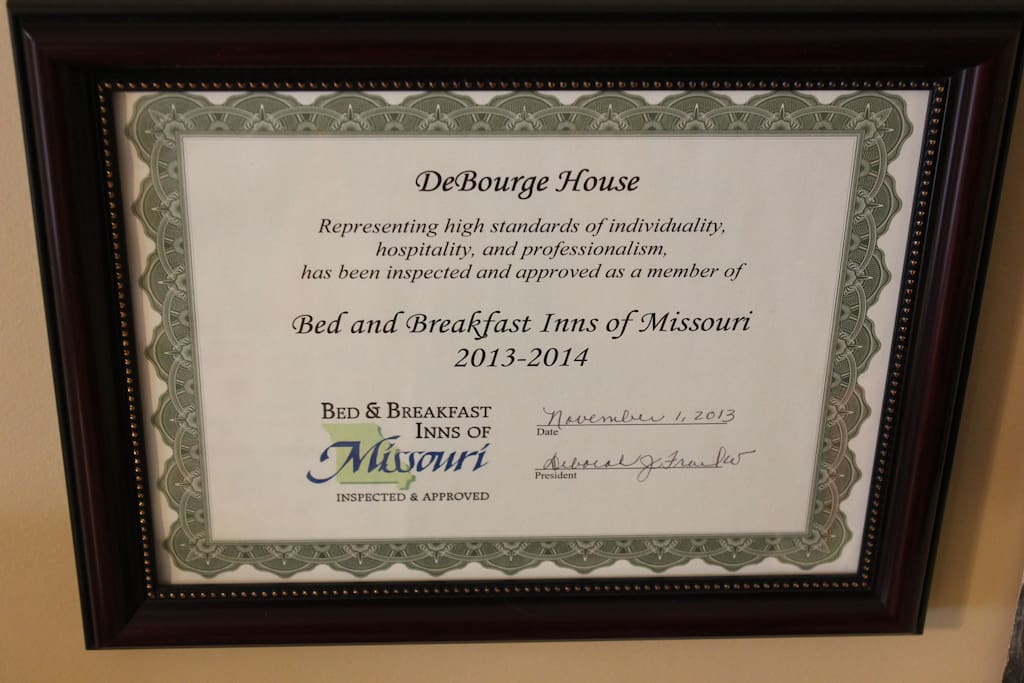 DeBourge House
Representing high standards of individuality,
hospitality, and professionalism,
has been inspected and approved as a member of
Bed and Breakfast Inns of Missouri
2013-2014
BED & BREAKFAST
INNS OF
Missouri
INSPECTED & APPROVED
November 1, 2013
Date
Deborah J
President